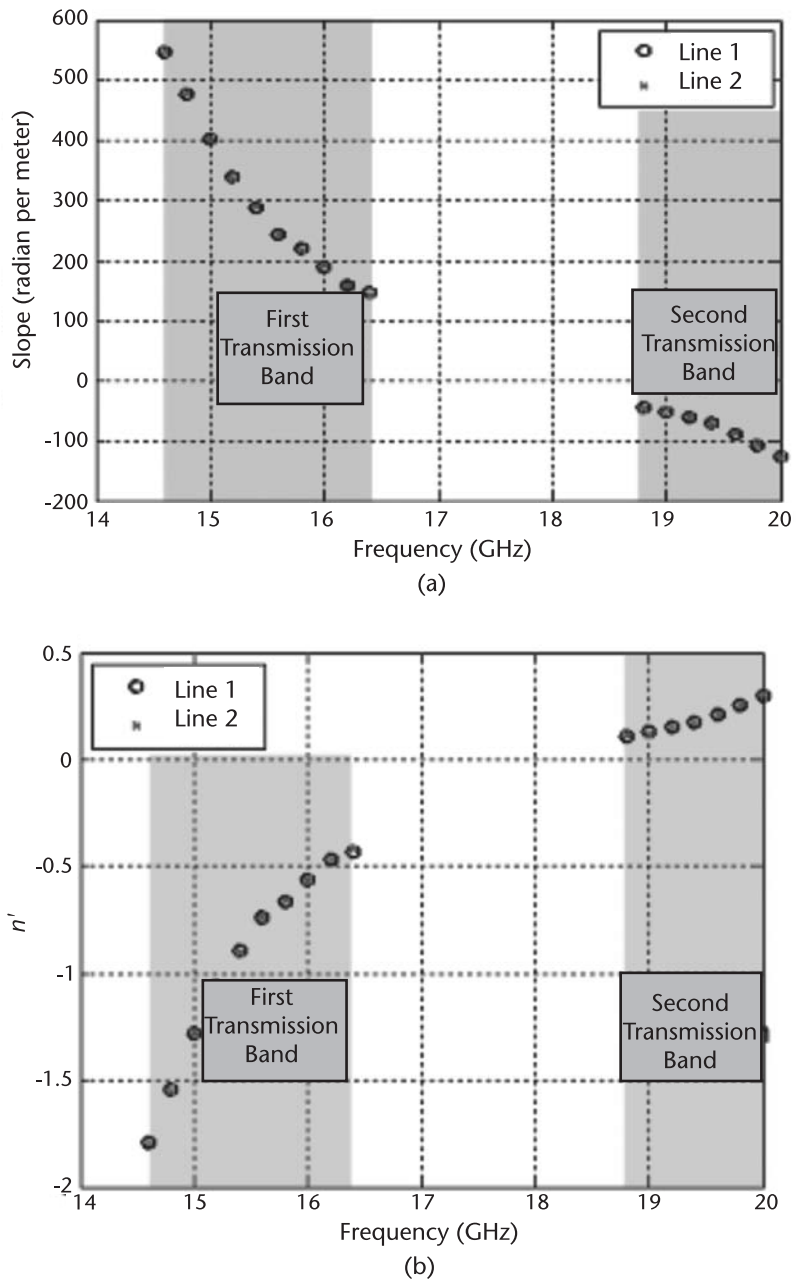 600
500
400
300
200
100
0
-100
-200
Slope (radian per meter)
Line 1
Line 2
First
Transmission
Band
Second
Transmission
Band
14
15
16
17
18
19
20
Frequency (GHz)
(a)
0.5
0
-0.5
-1
-1.5
-2
n'
Line 1
Line 2
First
Transmission
Band
Second
Transmission
Band
14
15
16
17
18
19
20
Frequency (GHz)
(b)